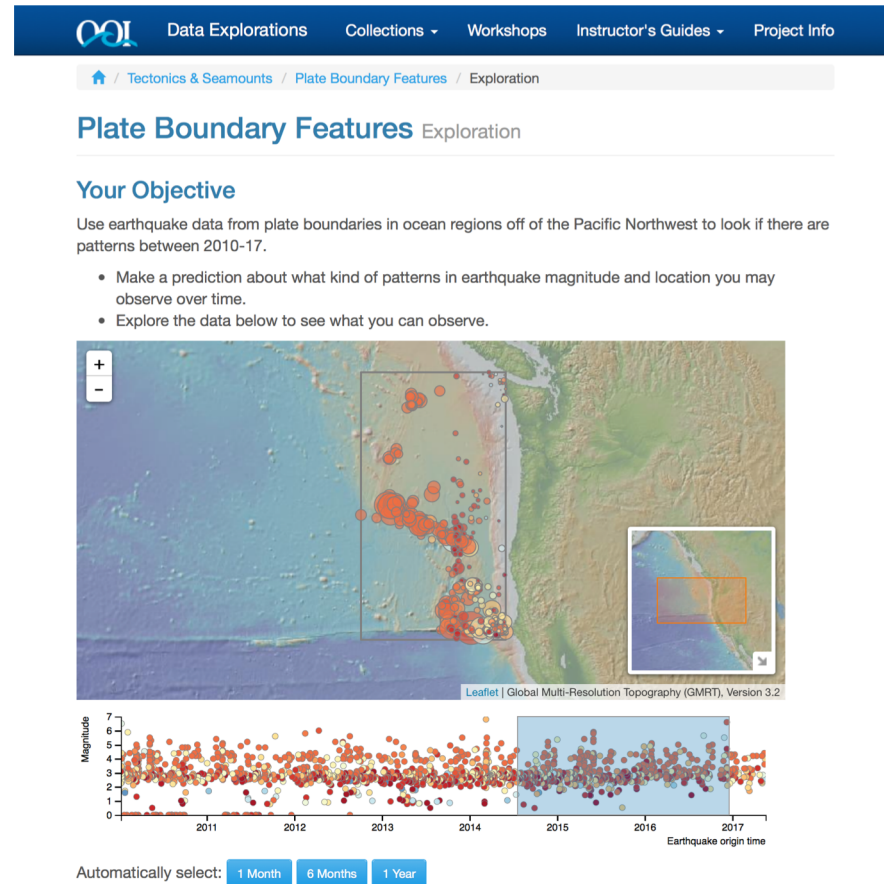 OOI Data Explorations Collections Workshops Instructor's Guides Project Info
/ Tectonics & Seamounts / Plate Boundary Features / Exploration
Plate Boundary Features Exploration
Your Objective
Use earthquake data from plate boundaries in ocean regions off of the Pacific Northwest to look if there are
patterns between 2010-17.
• Make a prediction about what kind of patterns in earthquake magnitude and location you may
observe over time.
• Explore the data below to see what you can observe.
+
−
Leaflet | Global Multi-Resolution Topography (GMRT), Version 3.2
Magnitude
7
6
5
4
3
2
1
0
2011 2012 2013 2014 2015 2016 2017
Earthquake origin time
Automatically select: 1 Month 6 Months 1 Year